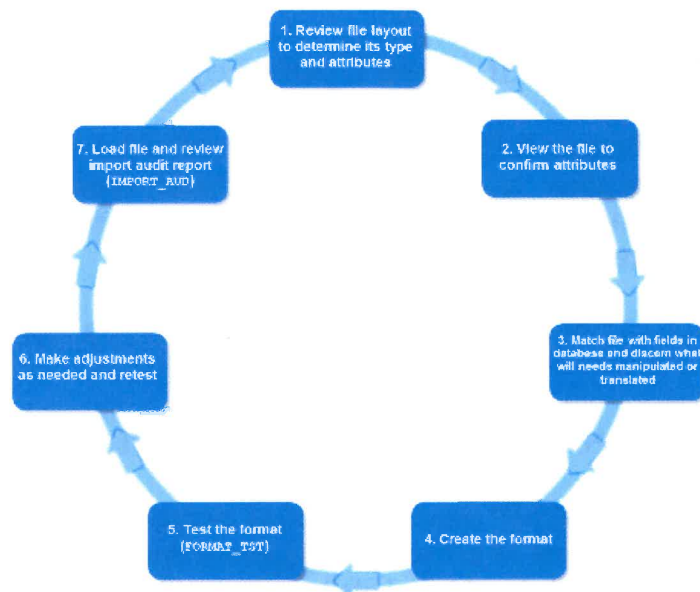 1. Review file layout
to determine its type
and attributes
2. View the file to
confirm attributes
3. Match file with fields in
database and discern what
will needs manipulated or
translated
4. Create the format
5. Test the format
(FORMAT_TST)
6. Make adjustments
as needed and retest
7. Load file and review
import audit report
(IMPORT_AUD)